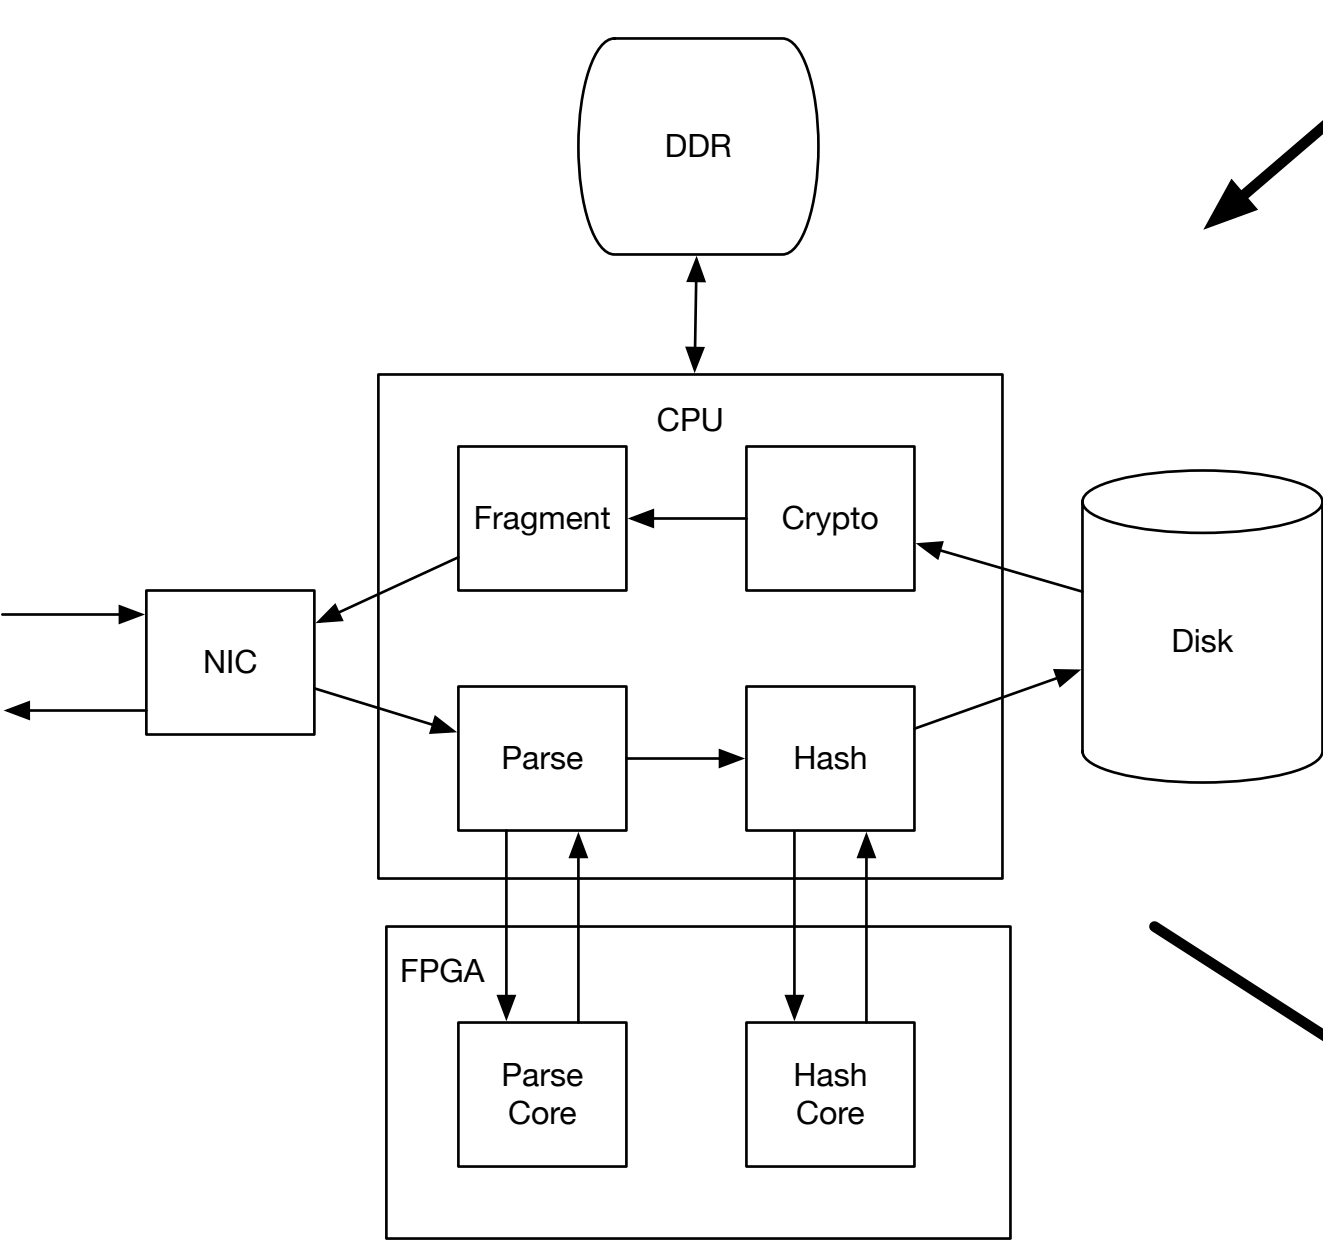 DDR
CPU
Fragment
Crypto
NIC
Disk
Parse
Hash
FPGA
Parse
Core
Hash
Core